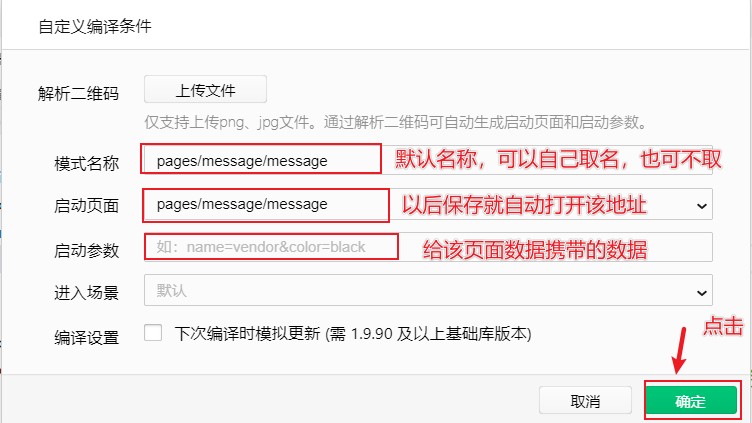 自定义编译条件
解析二维码 上传文件
仅支持上传png、jpg文件。通过解析二维码可自动生成启动页面和启动参数。
模式名称 pages/message/message 默认名称，可以自己取名，也可不取
启动页面 pages/message/message 以后保存就自动打开该地址
启动参数 如：name=vendor&color=black 给该页面数据携带的数据
进入场景 默认
编译设置 下次编译时模拟更新 (需 1.9.90 及以上基础库版本)
点击
取消 确定